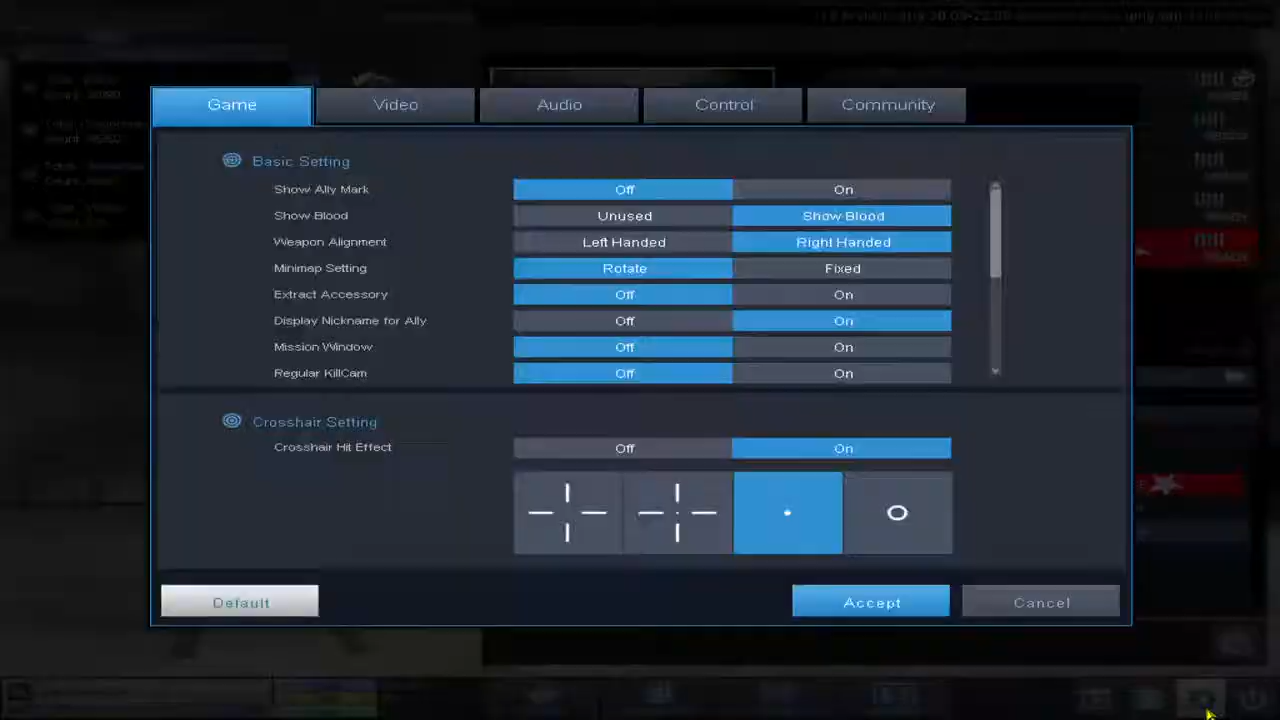 Game Video Audio Control Community
Basic Setting
Show Ally Mark Off On
Show Blood Unused Show Blood
Weapon Alignment Left Handed Right Handed
Minimap Setting Rotate Fixed
Extract Accessory Off On
Display Nickname for Ally Off On
Mission Window Off On
Regular KillCam Off On
Crosshair Setting
Crosshair Hit Effect Off On
Default Accept Cancel